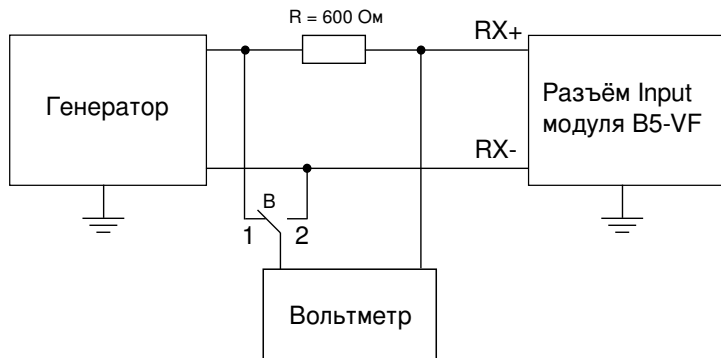 R = 600 Ом
RX+
Генератор
Разъём Input
модуля B5-VF
RX-
В
1
2
Вольтметр